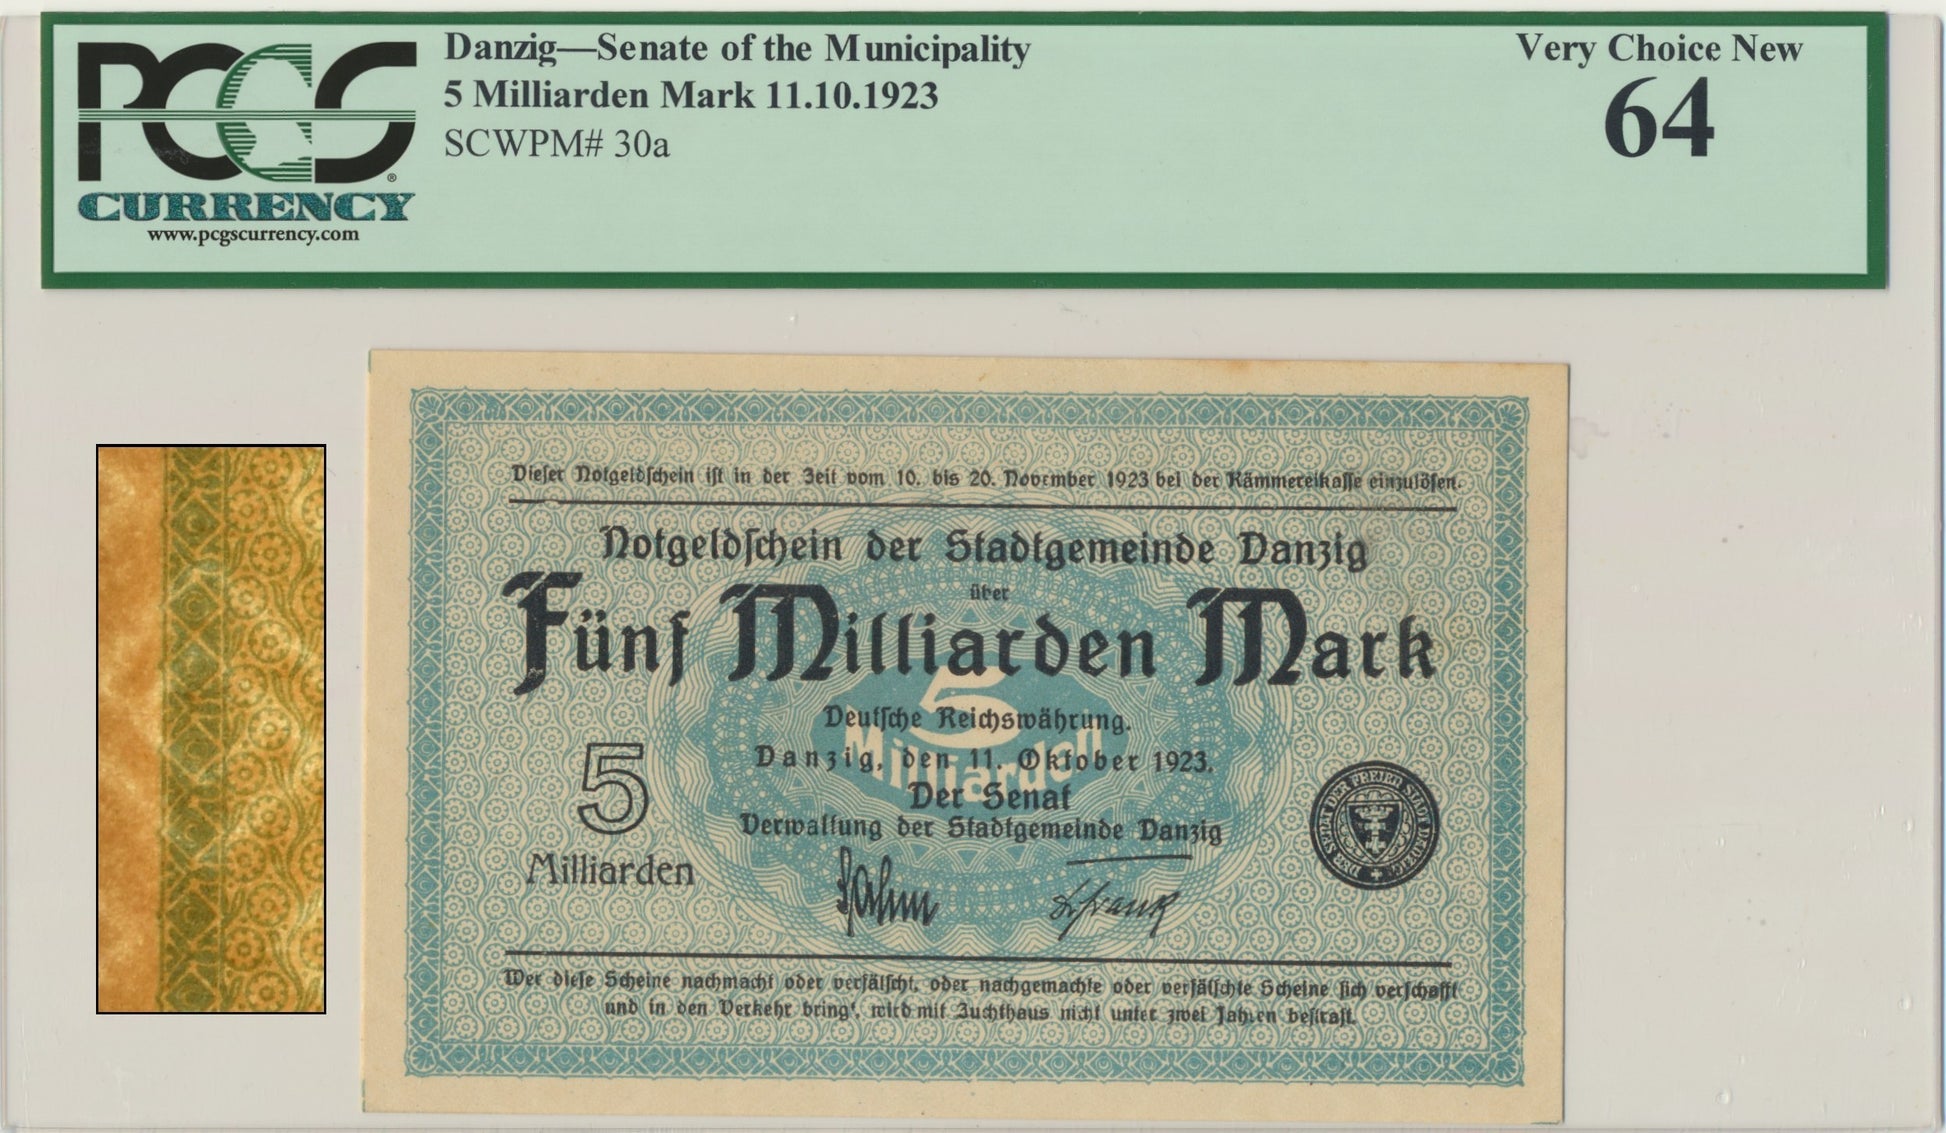 PCGS
CURRENCY
www.pcgscurrency.com
Danzig—Senate of the Municipality
5 Milliarden Mark 11.10.1923
SCWPM# 30a
Very Choice New
64
Dieser Notgeldschein ist in der Zeit vom 10. bis 20. November 1923 bei der Kämmereikasse einzulösen.
Notgeldschein der Stadtgemeinde Danzig
über
Fünf Milliarden Mark
5
Milliarden
Deutsche Reichswährung.
Danzig, den 11. Oktober 1923.
Der Senat
Verwaltung der Stadtgemeinde Danzig
5
Milliarden
Sahm
Dr. Frank
Wer diese Scheine nachmacht oder verfälscht, oder nachgemachte oder verfälschte Scheine sich verschafft
und in den Verkehr bringt, wird mit Zuchthaus nicht unter zwei Jahren bestraft.